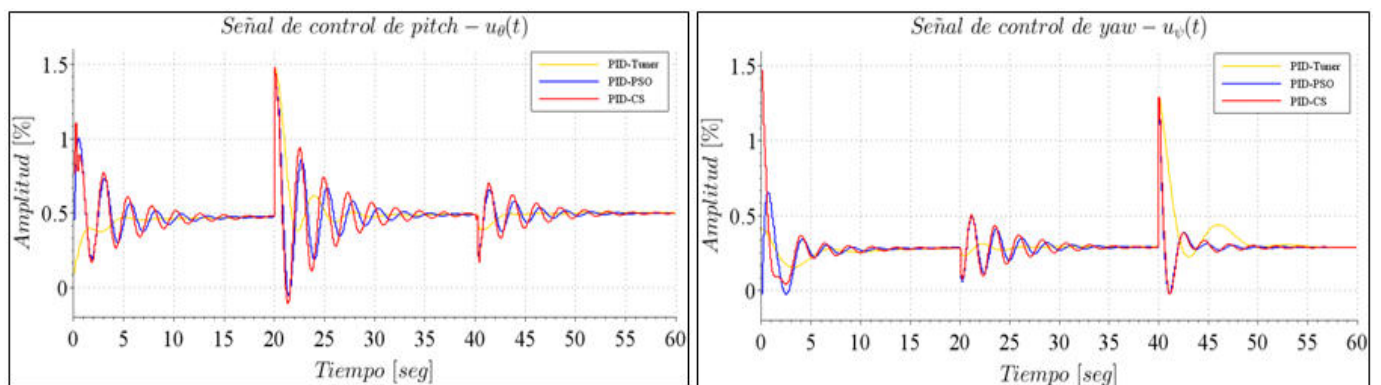 Señal de control de pitch – uθ(t)
PID-Tuner
PID-PSO
PID-CS
Amplitud [%]
1.5
1
0.5
0
0 5 10 15 20 25 30 35 40 45 50 55 60
Tiempo [seg]
Señal de control de yaw – uψ(t)
PID-Tuner
PID-PSO
PID-CS
Amplitud [%]
1.5
1
0.5
0
0 5 10 15 20 25 30 35 40 45 50 55 60
Tiempo [seg]